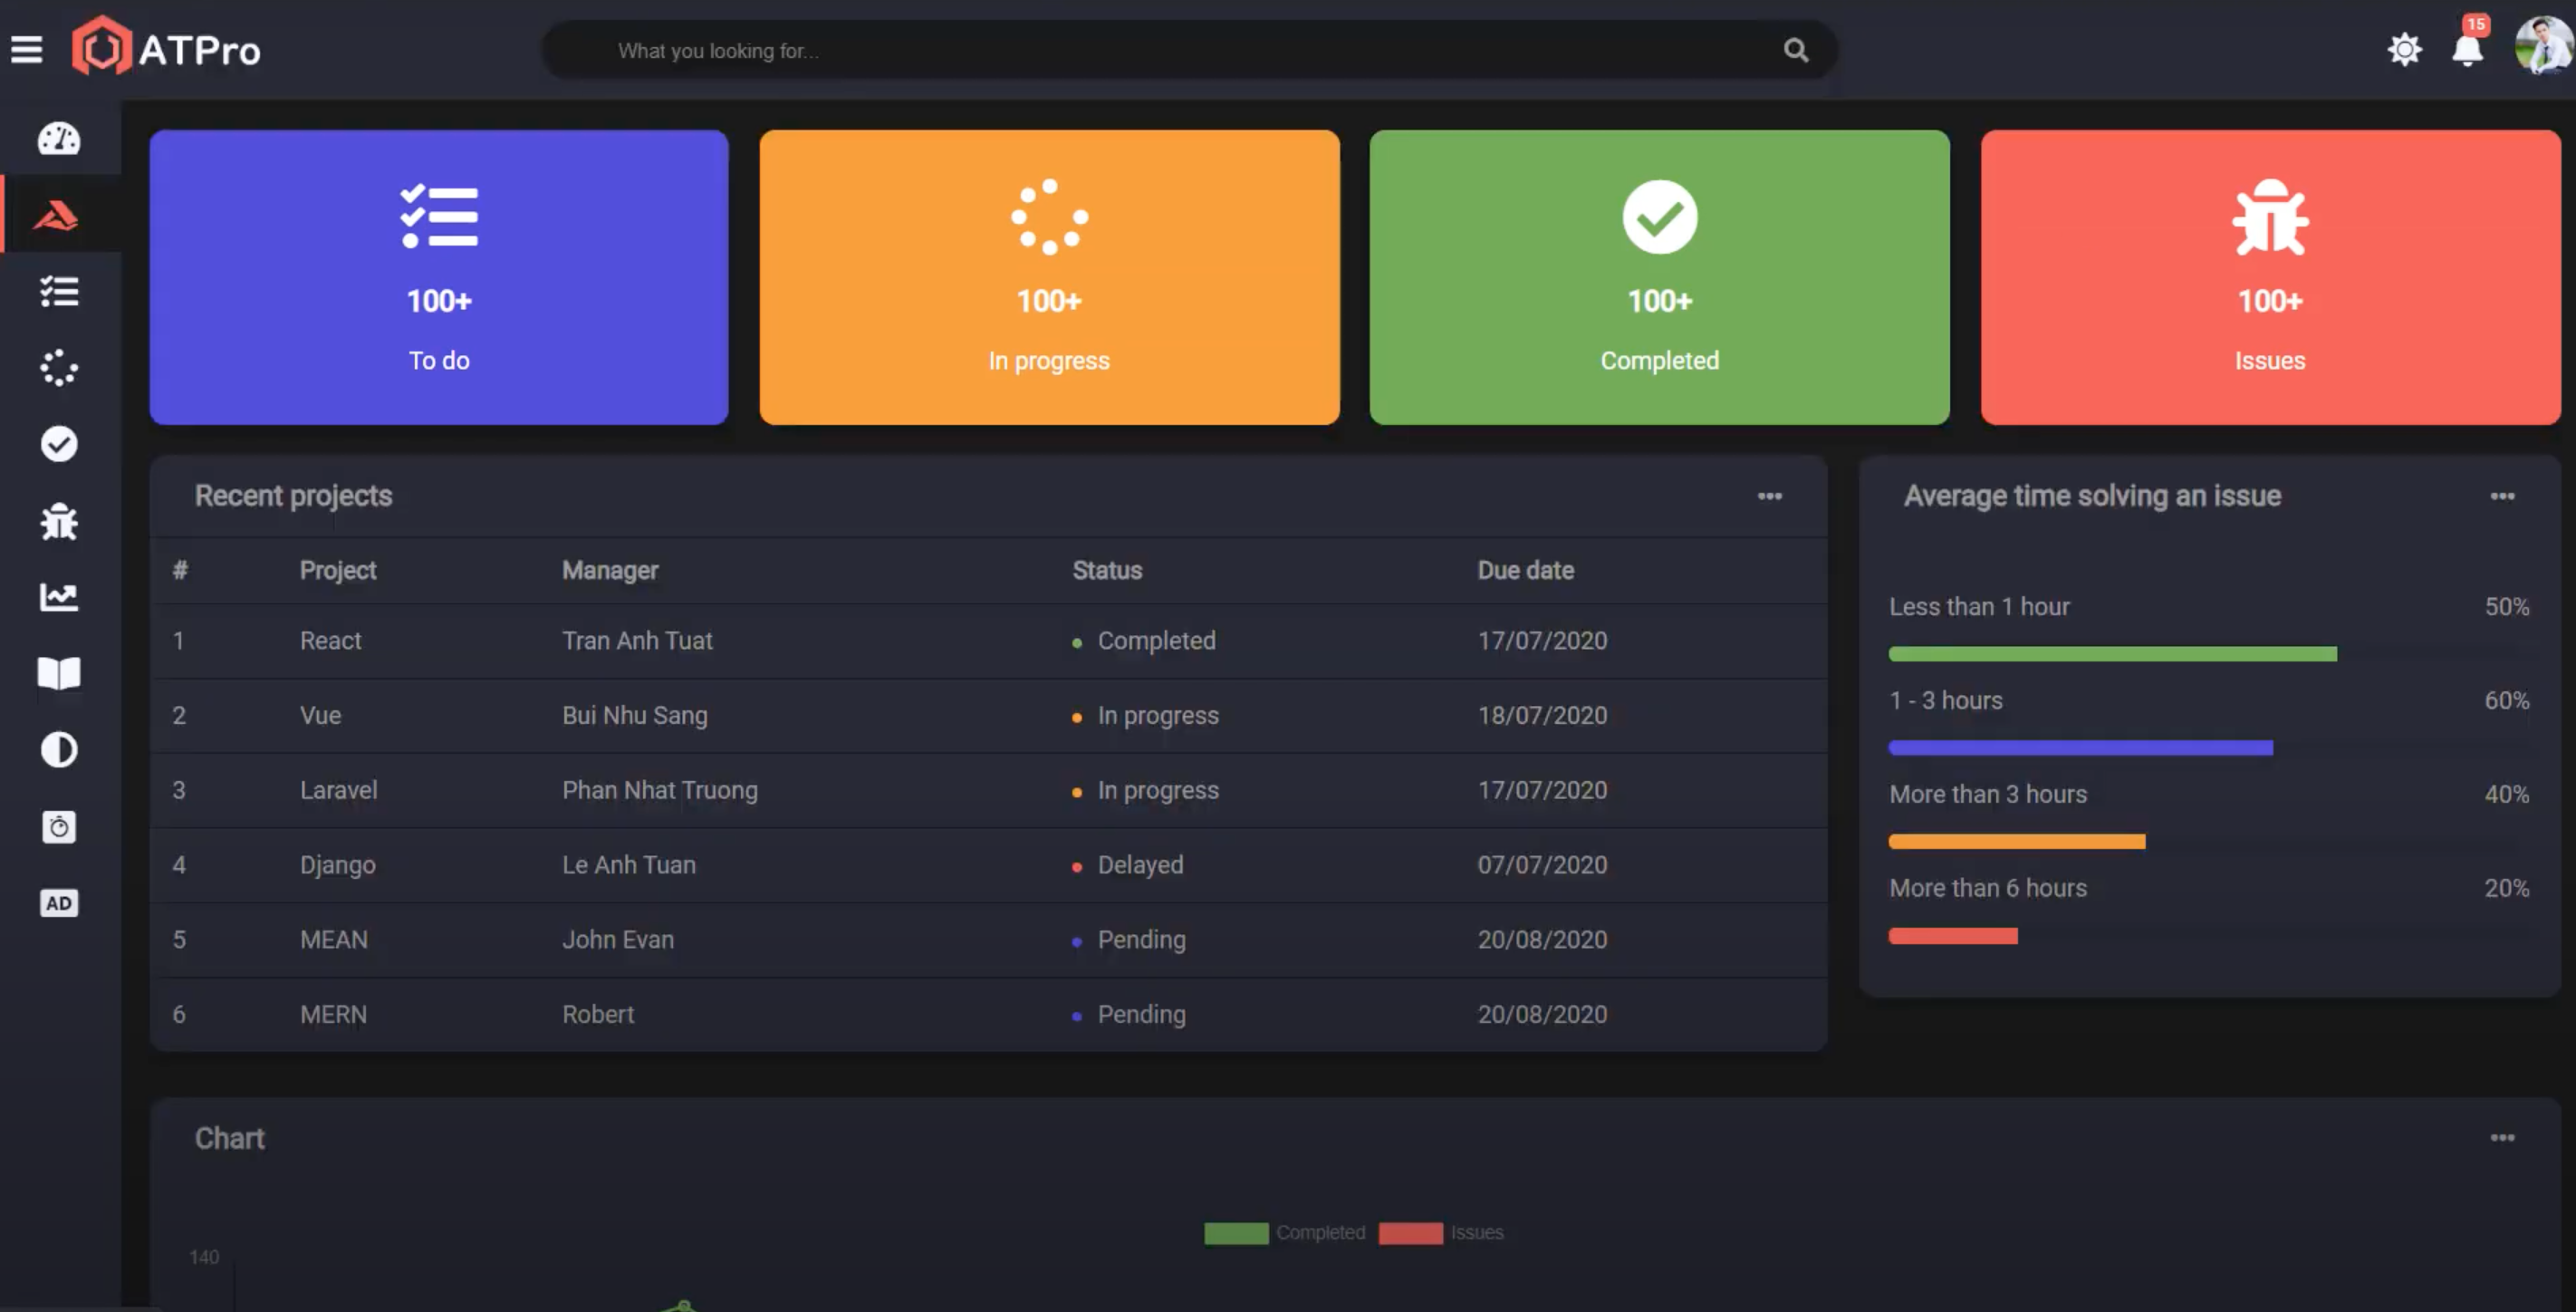 ATPro
What you looking for...
15
100+
To do
100+
In progress
100+
Completed
100+
Issues
Recent projects
# Project Manager Status Due date
1 React Tran Anh Tuat Completed 17/07/2020
2 Vue Bui Nhu Sang In progress 18/07/2020
3 Laravel Phan Nhat Truong In progress 17/07/2020
4 Django Le Anh Tuan Delayed 07/07/2020
5 MEAN John Evan Pending 20/08/2020
6 MERN Robert Pending 20/08/2020
Average time solving an issue
Less than 1 hour 50%
1 - 3 hours 60%
More than 3 hours 40%
More than 6 hours 20%
AD
Chart
Completed Issues
140